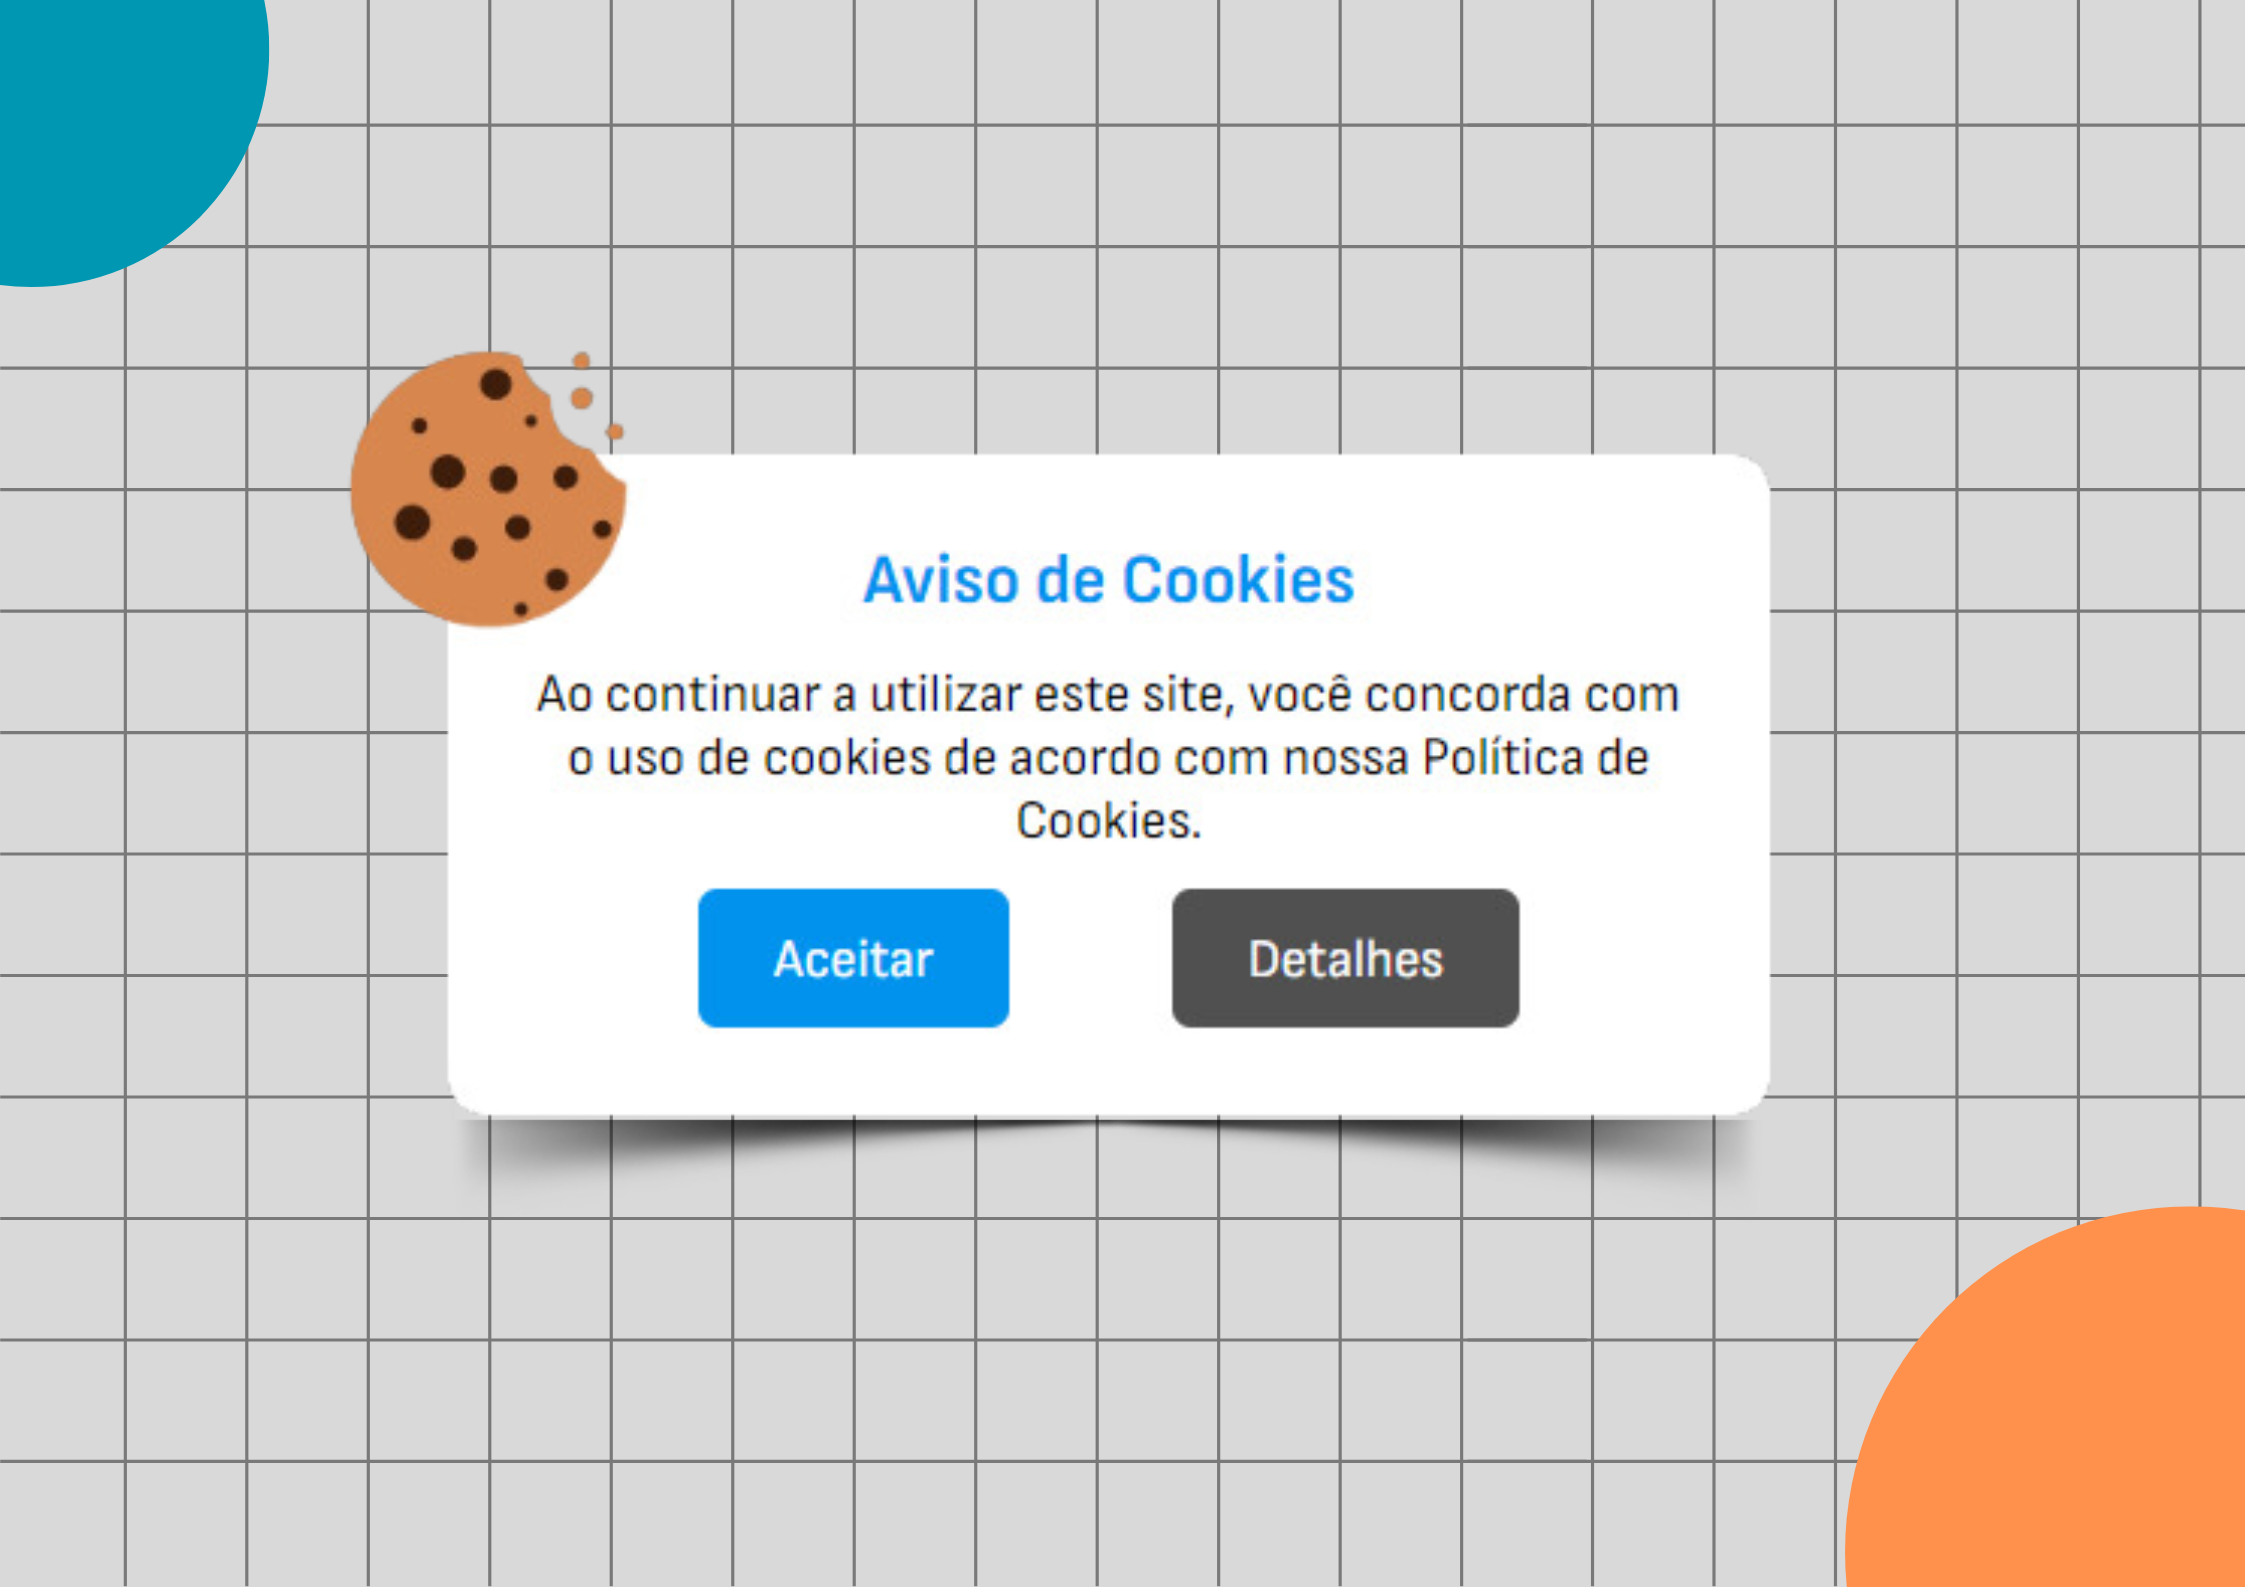 Aviso de Cookies
Ao continuar a utilizar este site, você concorda com
o uso de cookies de acordo com nossa Política de
Cookies.
Aceitar
Detalhes